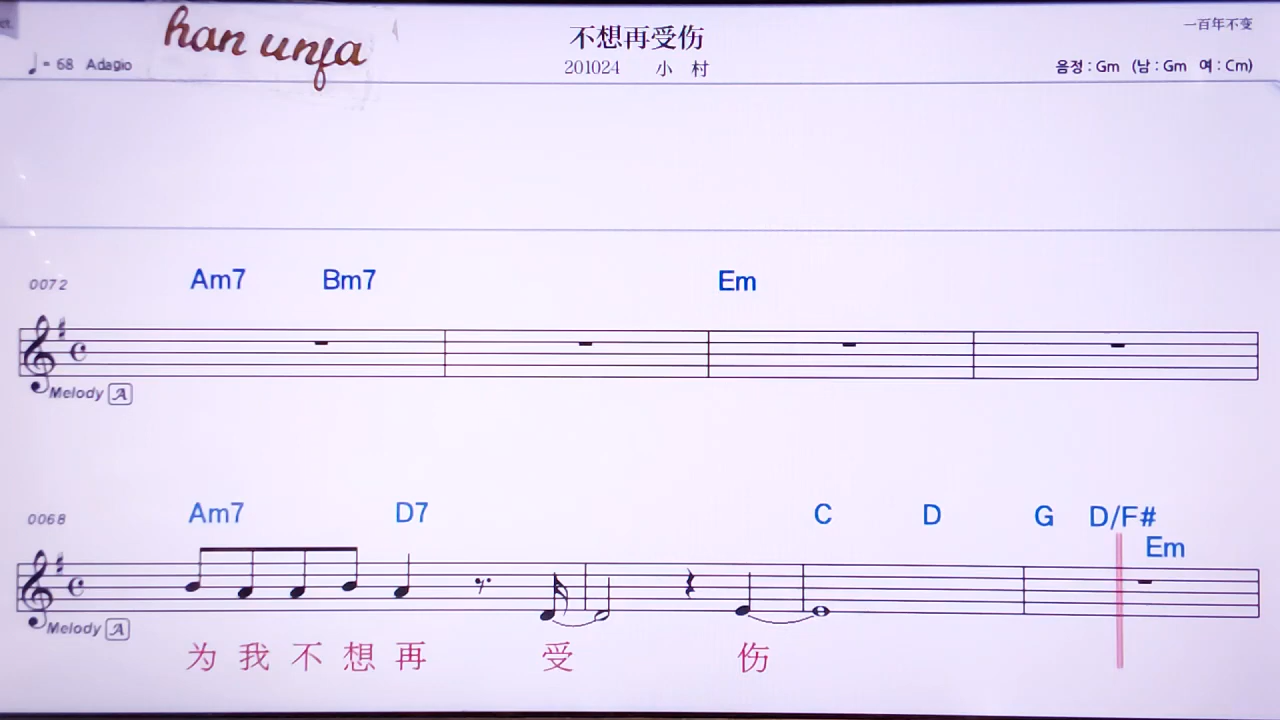 ct.
han unfa
不想再受伤
一百年不变
♩= 68 Adagio
201024 小 村
음정 : Gm (남 : Gm 여 : Cm)
0072
Am7 Bm7 Em
Melody A
0068
Am7 D7 C D G D/F#
Em
Melody A
为 我 不 想 再 受 伤